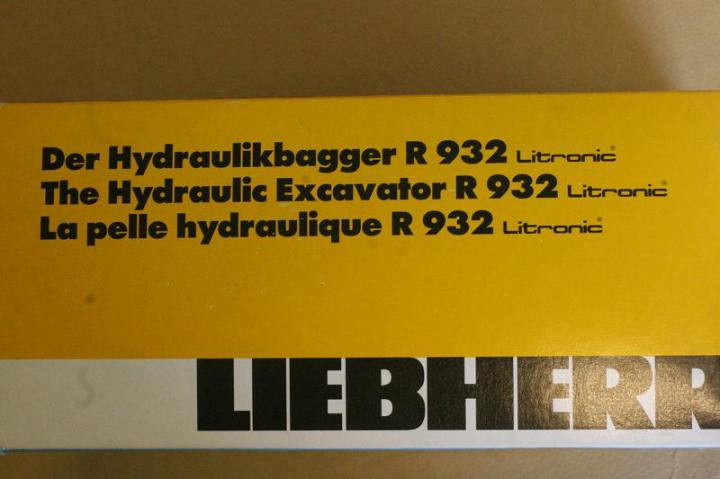 Der Hydraulikbagger R 932 Litronic®
The Hydraulic Excavator R 932 Litronic®
La pelle hydraulique R 932 Litronic®
LIEBHERR